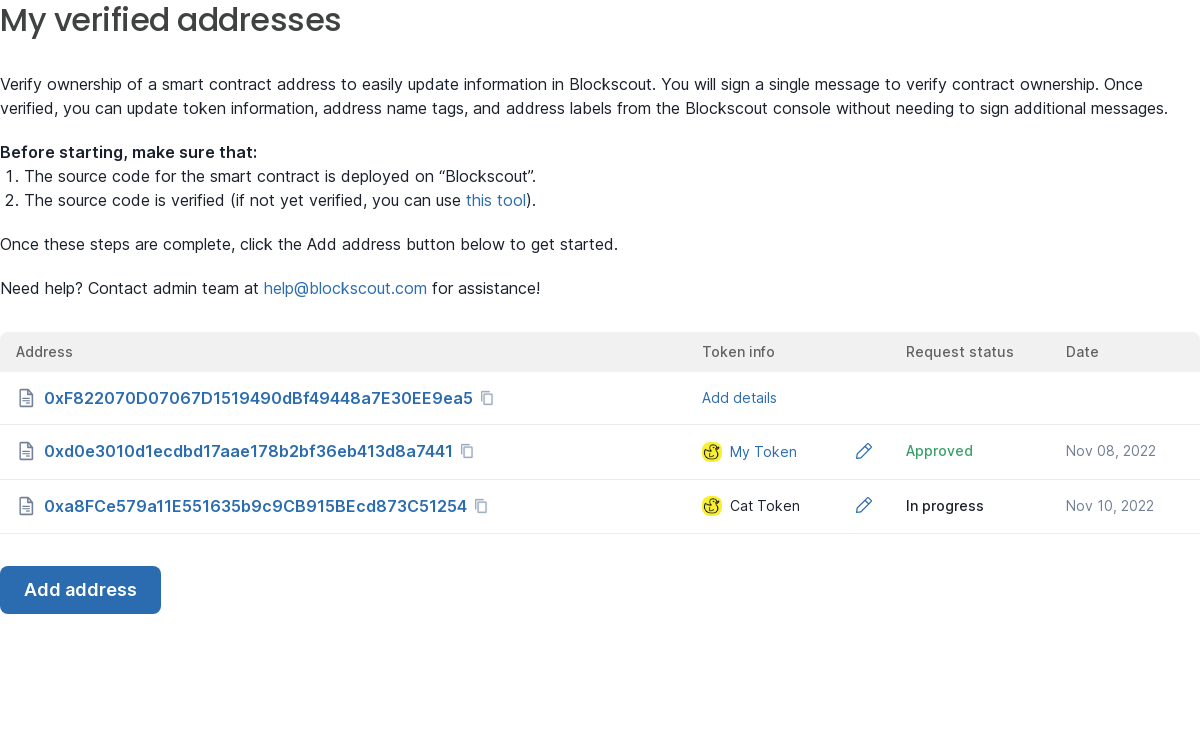 My verified addresses
Verify ownership of a smart contract address to easily update information in Blockscout. You will sign a single message to verify contract ownership. Once
verified, you can update token information, address name tags, and address labels from the Blockscout console without needing to sign additional messages.
Before starting, make sure that:
1. The source code for the smart contract is deployed on “Blockscout”.
2. The source code is verified (if not yet verified, you can use this tool).
Once these steps are complete, click the Add address button below to get started.
Need help? Contact admin team at help@blockscout.com for assistance!
Address Token info Request status Date
0xF822070D07067D1519490dBf49448a7E30EE9ea5 Add details
0xd0e3010d1ecdbd17aae178b2bf36eb413d8a7441 My Token Approved Nov 08, 2022
0xa8FCe579a11E551635b9c9CB915BEcd873C51254 Cat Token In progress Nov 10, 2022
Add address